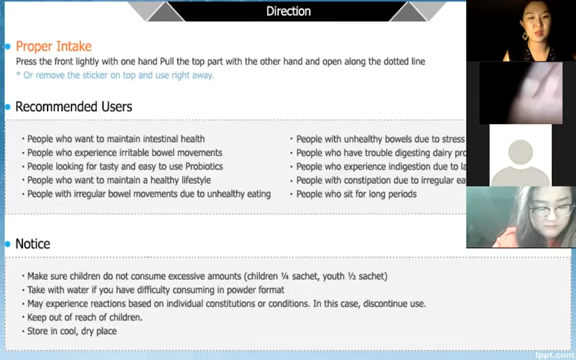 Direction
Proper Intake
Press the front lightly with one hand Pull the top part with the other hand and open along the dotted line
* Or remove the sticker on top and use right away.
Recommended Users
• People who want to maintain intestinal health
• People who experience irritable bowel movements
• People looking for tasty and easy to use Probiotics
• People who want to maintain a healthy lifestyle
• People with irregular bowel movements due to unhealthy eating
• People with unhealthy bowels due to stress
• People who have trouble digesting dairy pro
• People who experience indigestion due to la
• People with constipation due to irregular ea
• People who sit for long periods
Notice
• Make sure children do not consume excessive amounts (children ¼ sachet, youth ½ sachet)
• Take with water if you have difficulty consuming in powder format
• May experience reactions based on individual constitutions or conditions. In this case, discontinue use.
• Keep out of reach of children.
• Store in cool, dry place
1ppt.com